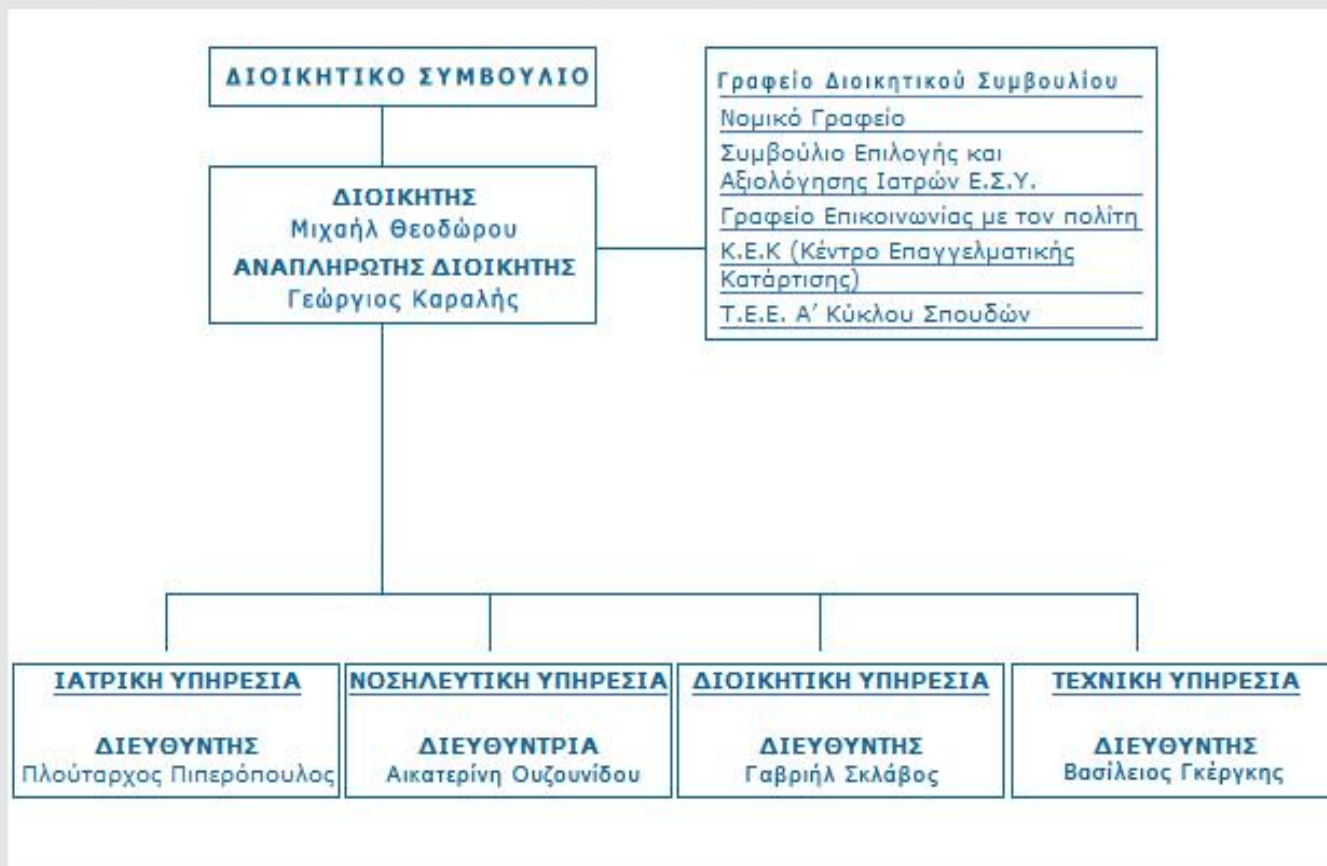 ΔΙΟΙΚΗΤΙΚΟ ΣΥΜΒΟΥΛΙΟ
ΔΙΟΙΚΗΤΗΣ
Μιχαήλ Θεοδώρου
ΑΝΑΠΛΗΡΩΤΗΣ ΔΙΟΙΚΗΤΗΣ
Γεώργιος Καραλής
Γραφείο Διοικητικού Συμβουλίου
Νομικό Γραφείο
Συμβούλιο Επιλογής και
Αξιολόγησης Ιατρών Ε.Σ.Υ.
Γραφείο Επικοινωνίας με τον πολίτη
Κ.Ε.Κ (Κέντρο Επαγγελματικής
Κατάρτισης)
Τ.Ε.Ε. Α΄ Κύκλου Σπουδών
ΙΑΤΡΙΚΗ ΥΠΗΡΕΣΙΑ
ΔΙΕΥΘΥΝΤΗΣ
Πλούταρχος Πιπερόπουλος
ΝΟΣΗΛΕΥΤΙΚΗ ΥΠΗΡΕΣΙΑ
ΔΙΕΥΘΥΝΤΡΙΑ
Αικατερίνη Ουζουνίδου
ΔΙΟΙΚΗΤΙΚΗ ΥΠΗΡΕΣΙΑ
ΔΙΕΥΘΥΝΤΗΣ
Γαβριήλ Σκλάβος
ΤΕΧΝΙΚΗ ΥΠΗΡΕΣΙΑ
ΔΙΕΥΘΥΝΤΗΣ
Βασίλειος Γκέργκης